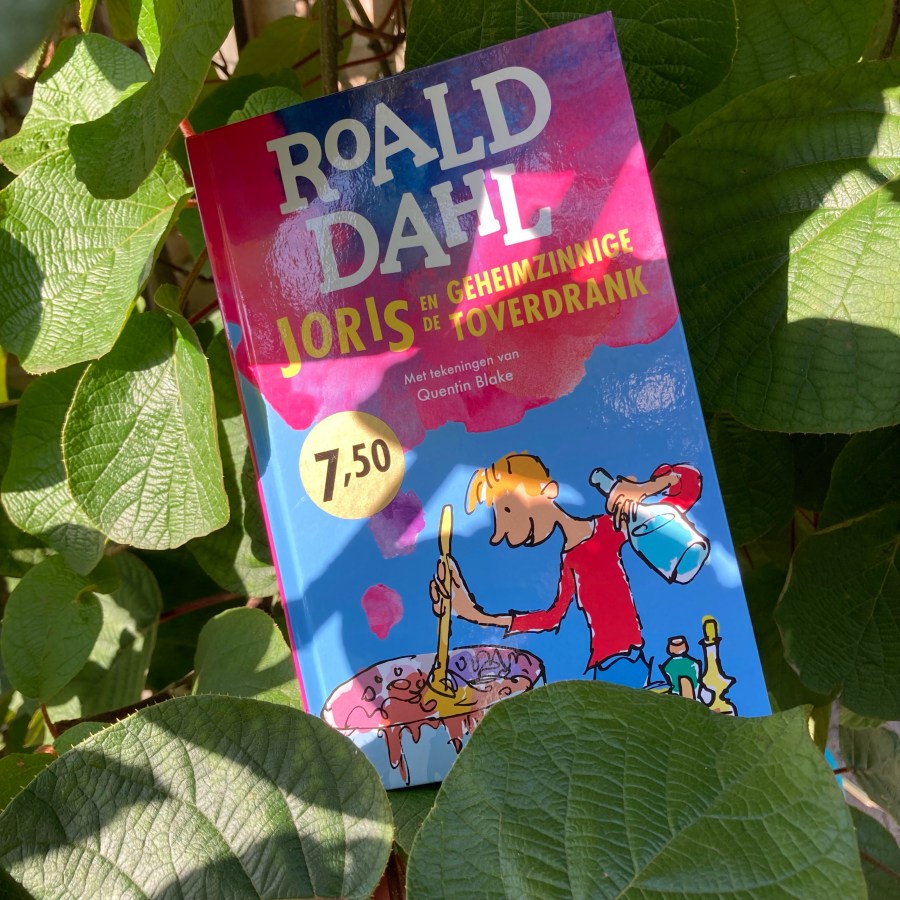 ROALD
DAHL
JORIS EN DE GEHEIMZINNIGE
TOVERDRANK
Met tekeningen van
Quentin Blake
7,50